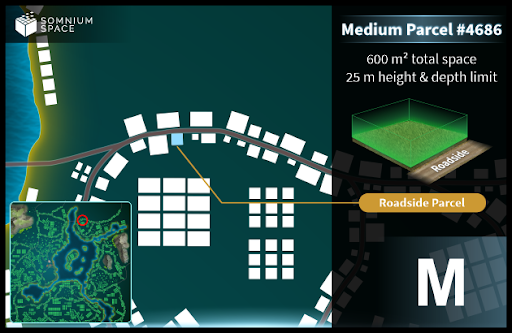 SOMNIUM
SPACE
Medium Parcel #4686
600 m² total space
25 m height & depth limit
Roadside
Roadside Parcel
M